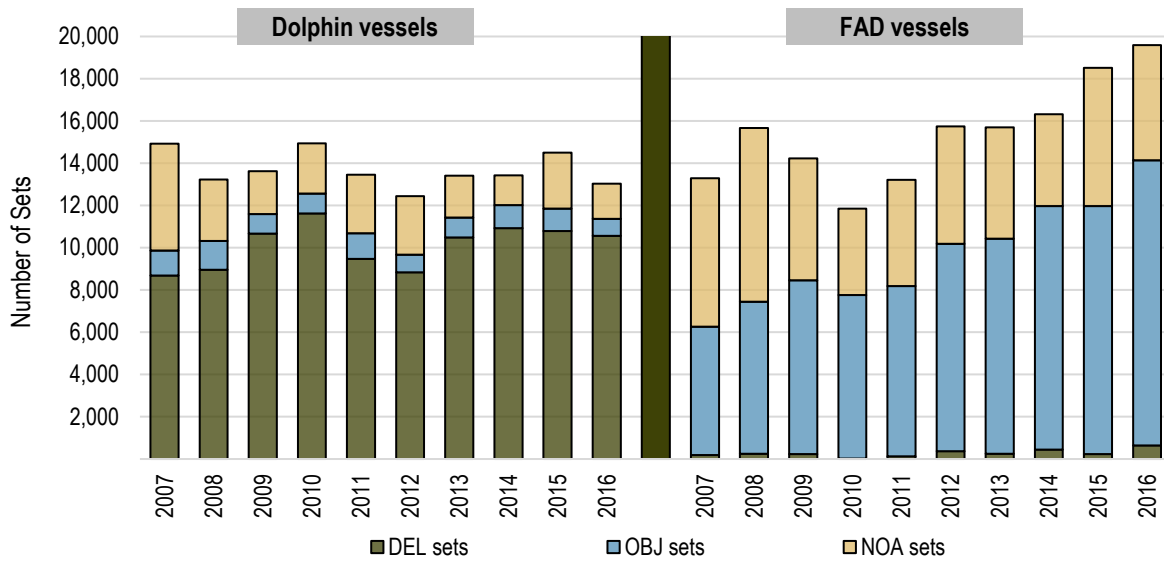 Dolphin vessels
FAD vessels
Number of Sets
20,000
18,000
16,000
14,000
12,000
10,000
8,000
6,000
4,000
2,000
2007 2008 2009 2010 2011 2012 2013 2014 2015 2016 2007 2008 2009 2010 2011 2012 2013 2014 2015 2016
DEL sets OBJ sets NOA sets